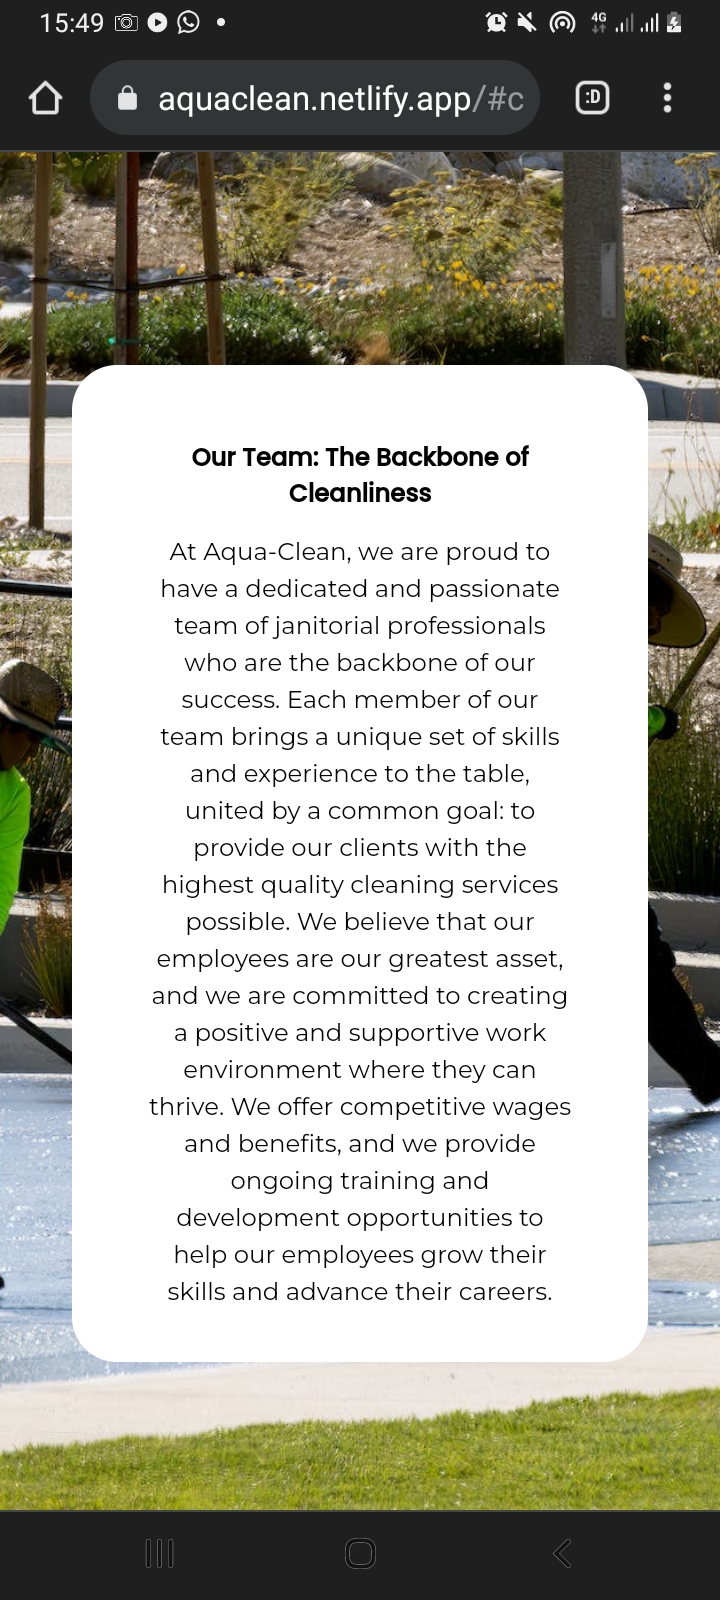 15:49
4G
aquaclean.netlify.app/#c
:D
Our Team: The Backbone of
Cleanliness
At Aqua-Clean, we are proud to
have a dedicated and passionate
team of janitorial professionals
who are the backbone of our
success. Each member of our
team brings a unique set of skills
and experience to the table,
united by a common goal: to
provide our clients with the
highest quality cleaning services
possible. We believe that our
employees are our greatest asset,
and we are committed to creating
a positive and supportive work
environment where they can
thrive. We offer competitive wages
and benefits, and we provide
ongoing training and
development opportunities to
help our employees grow their
skills and advance their careers.